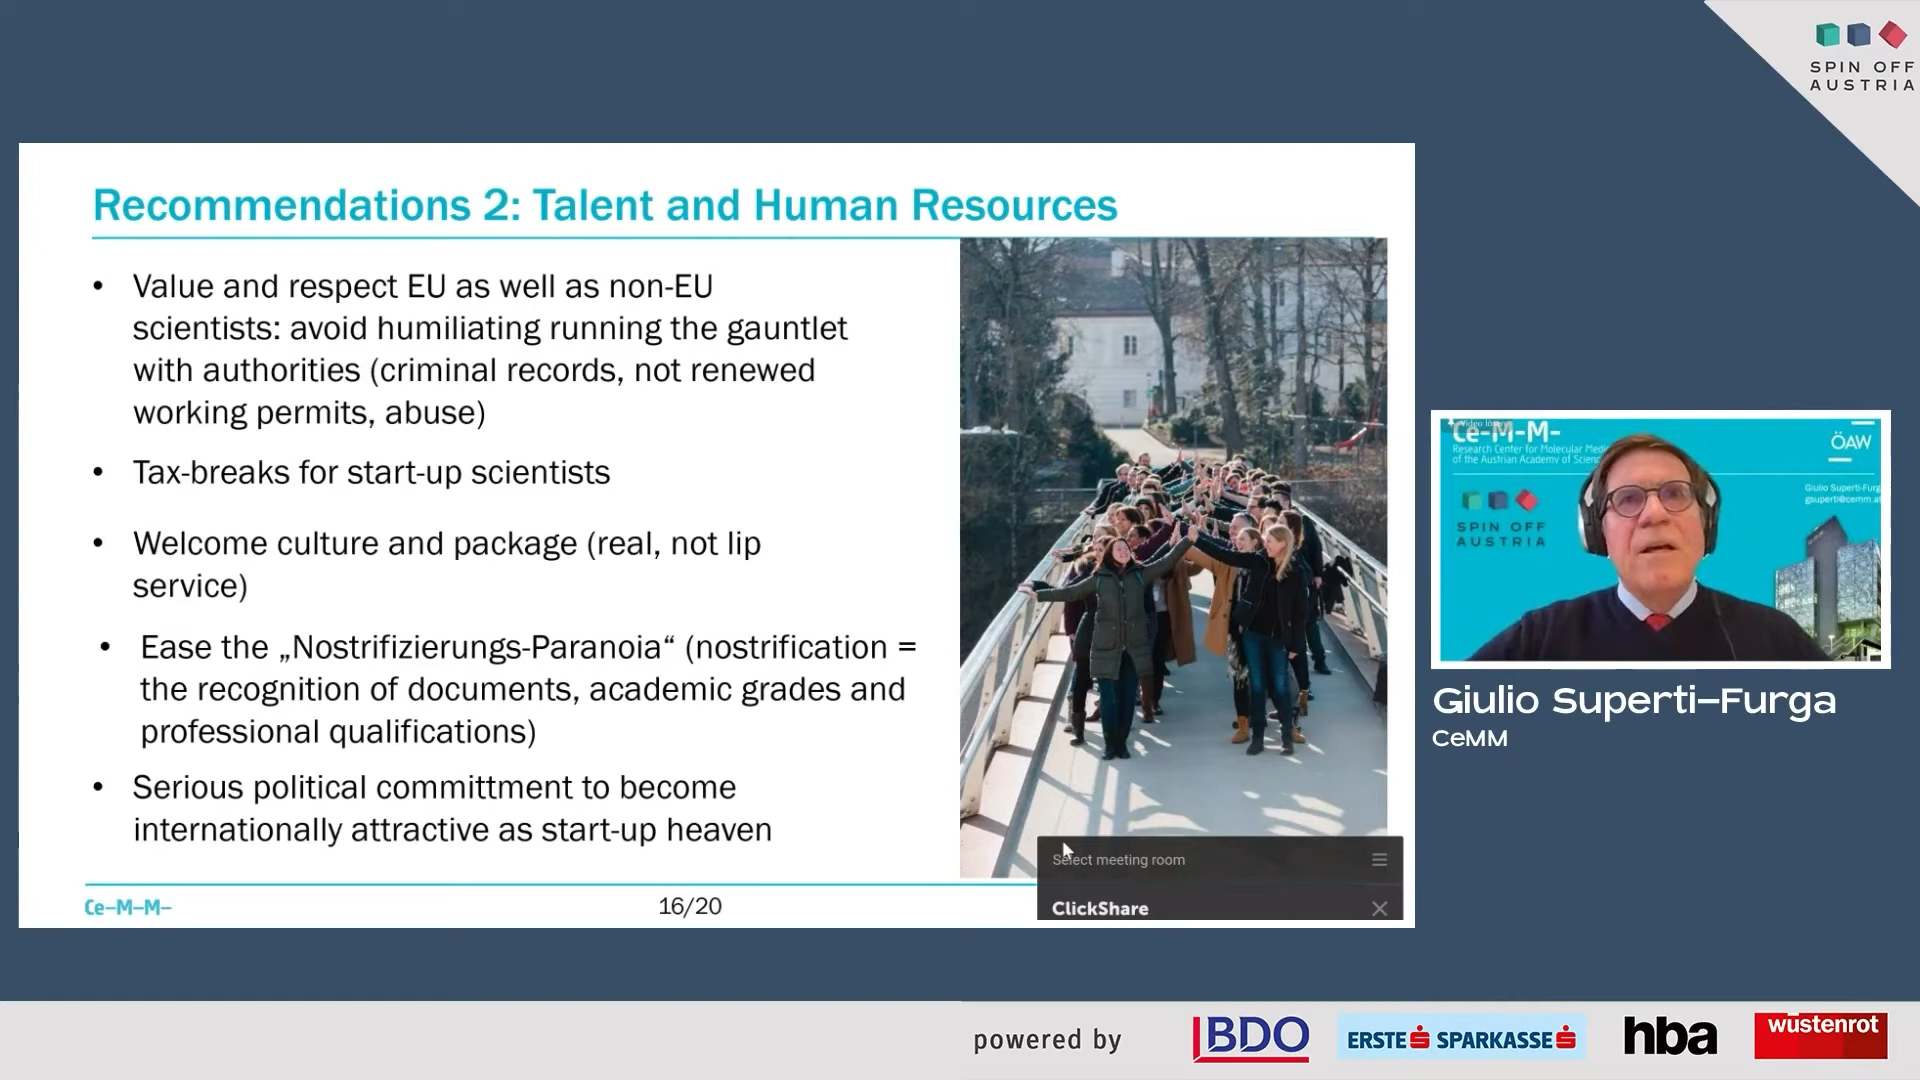 SPIN OFF
AUSTRIA
Recommendations 2: Talent and Human Resources
• Value and respect EU as well as non-EU
scientists: avoid humiliating running the gauntlet
with authorities (criminal records, not renewed
working permits, abuse)
• Tax-breaks for start-up scientists
• Welcome culture and package (real, not lip
service)
• Ease the „Nostrifizierungs-Paranoia“ (nostrification =
the recognition of documents, academic grades and
professional qualifications)
• Serious political committment to become
internationally attractive as start-up heaven
Ce-M-M-
16/20
Select meeting room
ClickShare
Ce-M-M-
Research Center for Molecular
of the Austrian Academy of
ÖAW
Giulio Superti-Furg
gsuperti@cemm.a
SPIN OFF
AUSTRIA
Giulio Superti-Furga
CeMM
powered by
BDO
ERSTE SPARKASSE
hba
wüstenrot